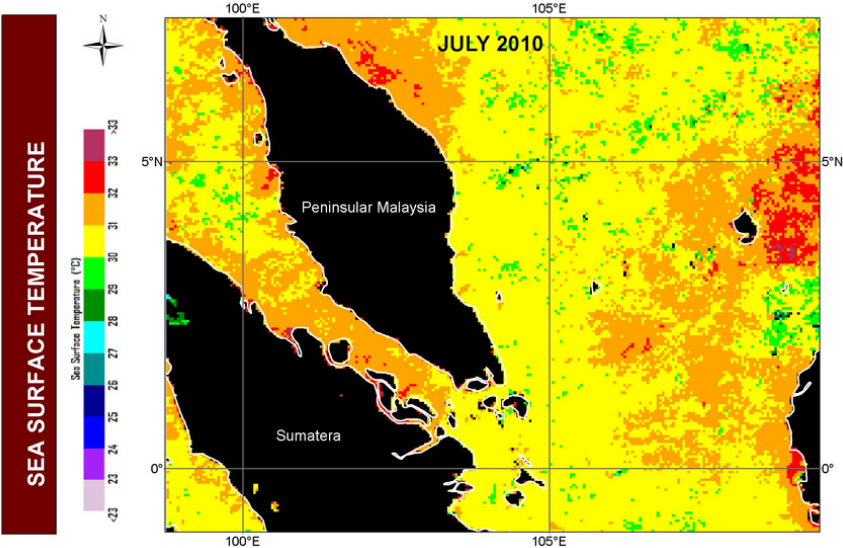 100°E
105°E
N
JULY 2010
SEA SURFACE TEMPERATURE
Sea Surface Temperature (°C)
>33
33
32
31
30
29
28
27
26
25
24
23
<23
5°N
5°N
Peninsular Malaysia
Sumatera
0°
0°
100°E
105°E